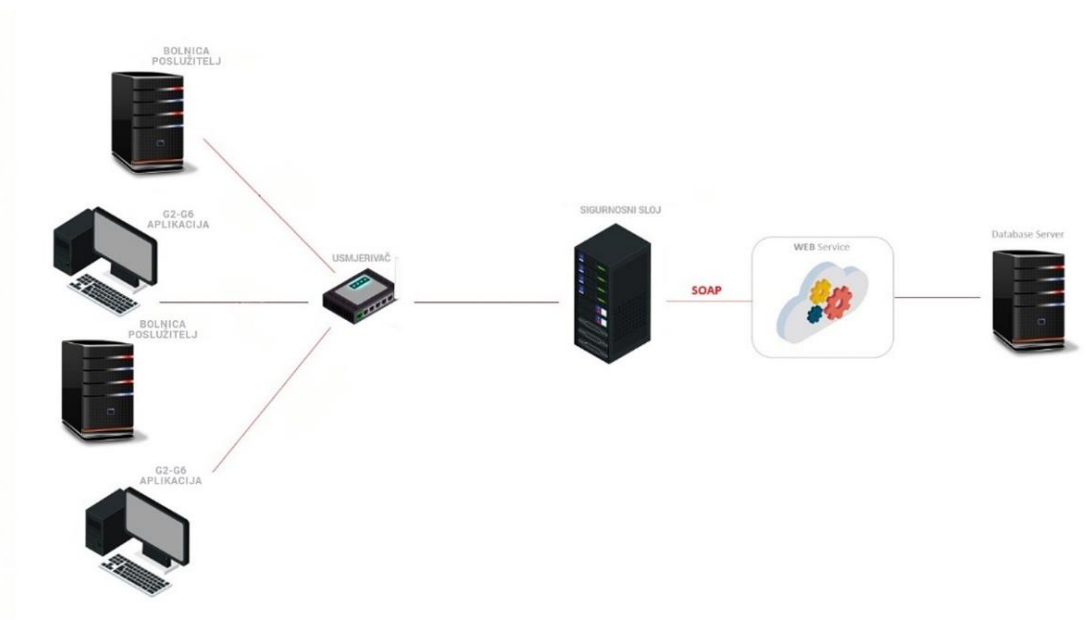 BOLNICA
POSLUŽITELJ
G2-G6
APLIKACIJA
BOLNICA
POSLUŽITELJ
G2-G6
APLIKACIJA
USMJERIVAČ
SIGURNOSNI SLOJ
SOAP
WEB Service
Database Server